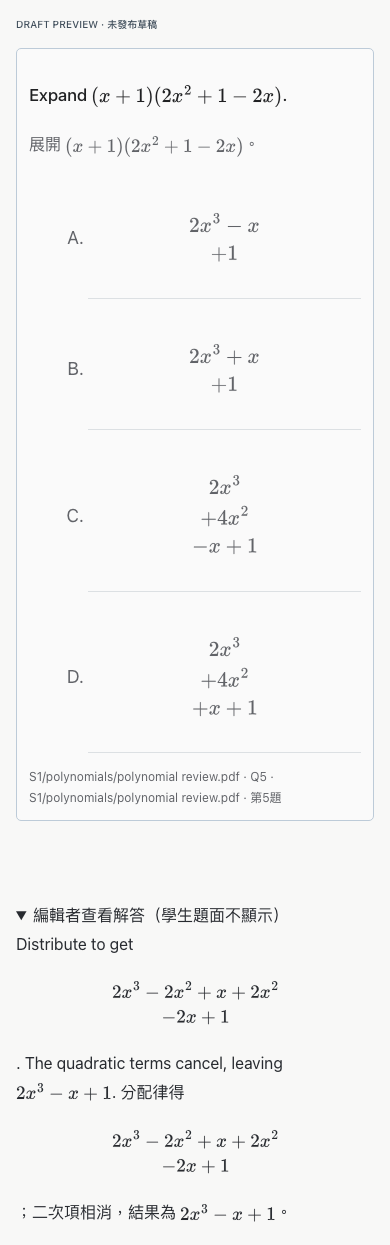 DRAFT PREVIEW · 未發布草稿
Expand (x + 1)(2x² + 1 − 2x).
展開 (x + 1)(2x² + 1 − 2x)。
A.
2x³ − x
+1
B.
2x³ + x
+1
C.
2x³
+4x²
−x + 1
D.
2x³
+4x²
+x + 1
S1/polynomials/polynomial review.pdf · Q5 ·
S1/polynomials/polynomial review.pdf · 第5題
▼ 編輯者查看解答（學生題面不顯示）
Distribute to get
2x³ − 2x² + x + 2x²
−2x + 1
. The quadratic terms cancel, leaving
2x³ − x + 1. 分配律得
2x³ − 2x² + x + 2x²
−2x + 1
；二次項相消，結果為 2x³ − x + 1。